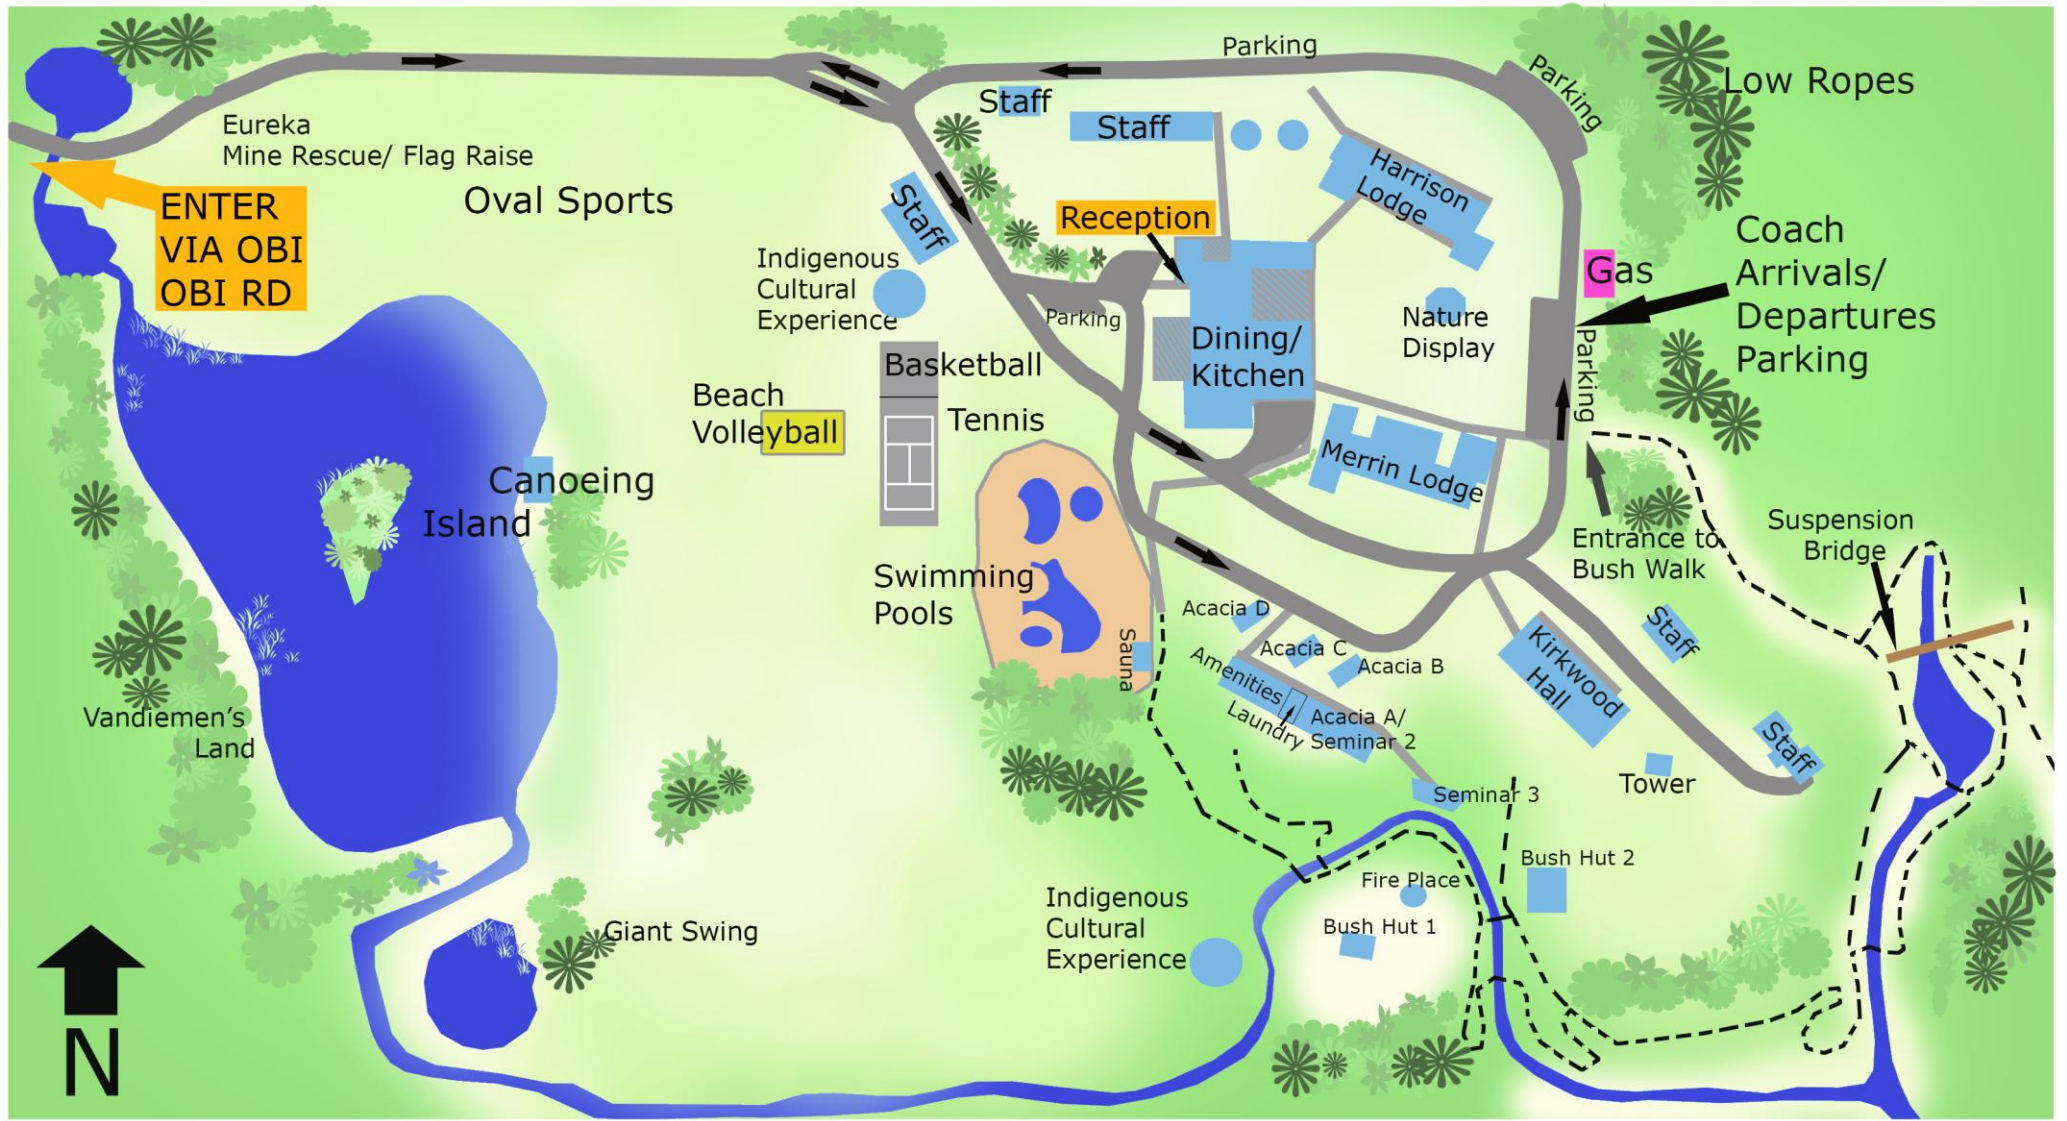 Parking
Parking
Low Ropes
Staff
Staff
Eureka
Mine Rescue/ Flag Raise
Oval Sports
ENTER
VIA OBI
OBI RD
Staff
Reception
Harrison
Lodge
Coach
Arrivals/
Departures
Parking
Gas
Indigenous
Cultural
Experience
Parking
Dining/
Kitchen
Nature
Display
Parking
Basketball
Beach
Volleyball
Tennis
Merrin Lodge
Canoeing
Island
Entrance to
Bush Walk
Suspension
Bridge
Swimming
Pools
Sauna
Acacia D
Acacia C
Acacia B
Amenities
Laundry
Acacia A/
Seminar 2
Kirkwood
Hall
Staff
Staff
Vandiemen's
Land
Seminar 3
Tower
Bush Hut 2
Fire Place
Bush Hut 1
Giant Swing
Indigenous
Cultural
Experience
N